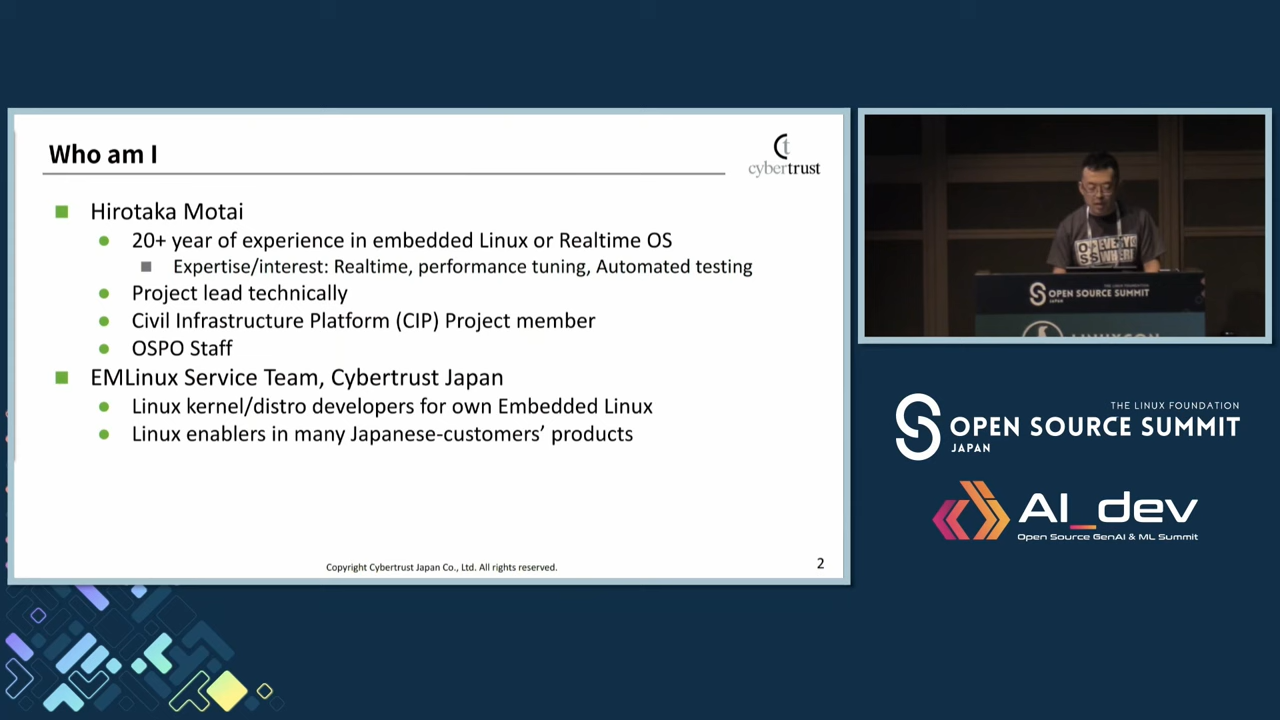 Who am I
cybertrust
Hirotaka Motai
20+ year of experience in embedded Linux or Realtime OS
Expertise/interest: Realtime, performance tuning, Automated testing
Project lead technically
Civil Infrastructure Platform (CIP) Project member
OSPO Staff
EMLinux Service Team, Cybertrust Japan
Linux kernel/distro developers for own Embedded Linux
Linux enablers in many Japanese-customers’ products
Copyright Cybertrust Japan Co., Ltd. All rights reserved.
2
THE LINUX FOUNDATION
OPEN SOURCE SUMMIT
JAPAN
THE LINUX FOUNDATION
OPEN SOURCE SUMMIT
JAPAN
AI_dev
Open Source GenAI & ML Summit